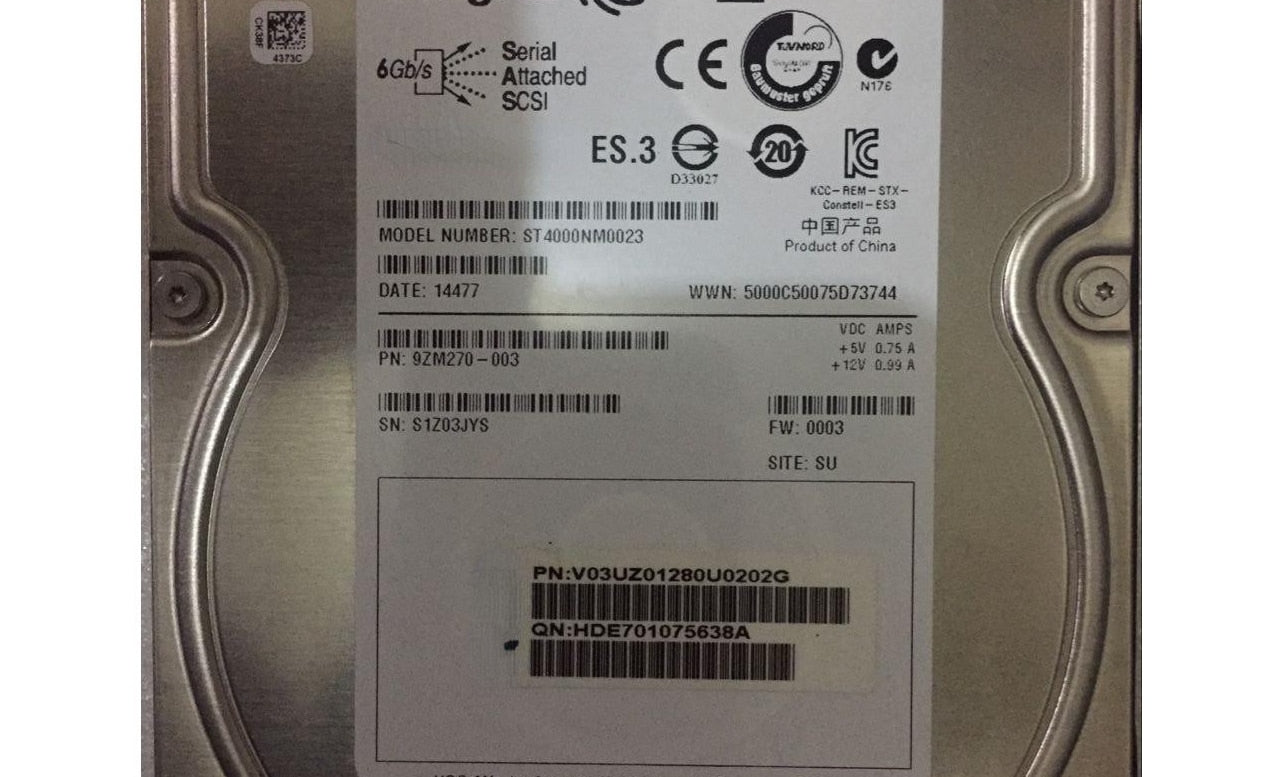 CK38F
4373C
6Gb/s
Serial
Attached
SCSI
CE
TUVNORD
Baumuster geprüft
N176
ES.3
D33027
20
KCC-REM-STX-
Constell-ES3
中国产品
Product of China
MODEL NUMBER: ST4000NM0023
DATE: 14477
WWN: 5000C50075D73744
VDC AMPS
+5V 0.75 A
+12V 0.99 A
PN: 9ZM270-003
SN: S1Z03JYS
FW: 0003
SITE: SU
PN:V03UZ01280U0202G
QN:HDE701075638A